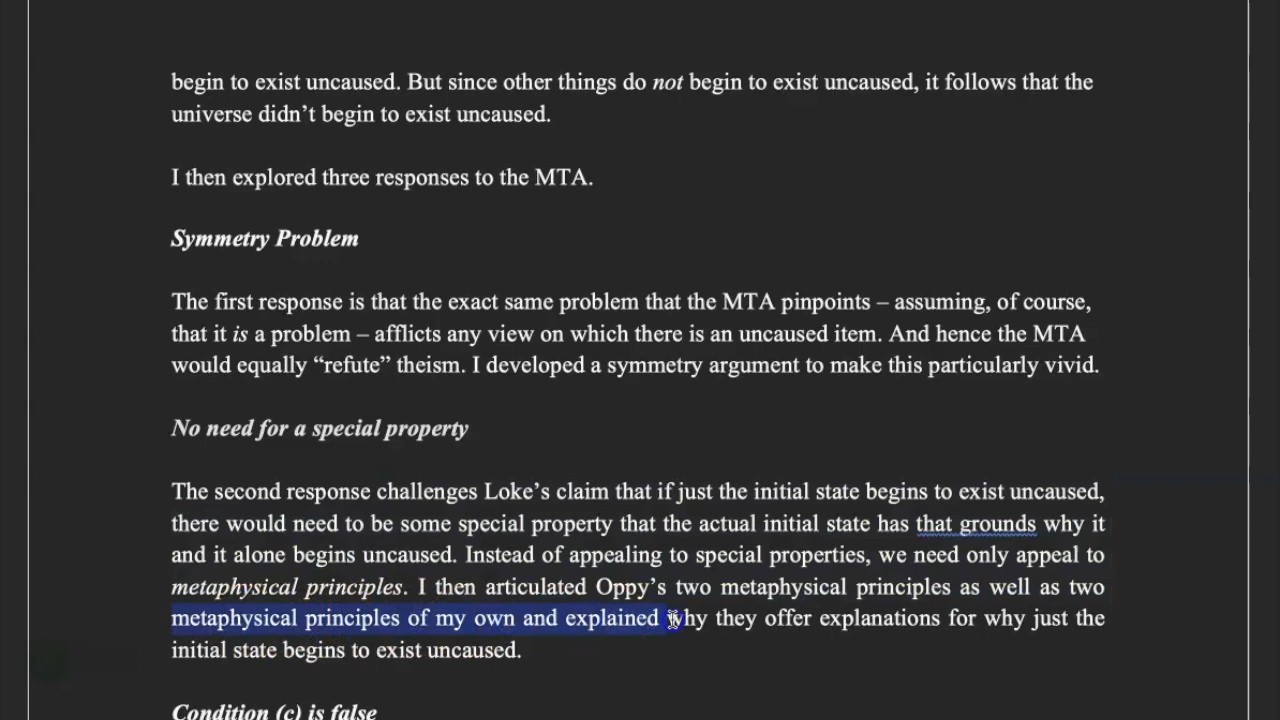 begin to exist uncaused. But since other things do not begin to exist uncaused, it follows that the
universe didn’t begin to exist uncaused.
I then explored three responses to the MTA.
Symmetry Problem
The first response is that the exact same problem that the MTA pinpoints – assuming, of course,
that it is a problem – afflicts any view on which there is an uncaused item. And hence the MTA
would equally “refute” theism. I developed a symmetry argument to make this particularly vivid.
No need for a special property
The second response challenges Loke’s claim that if just the initial state begins to exist uncaused,
there would need to be some special property that the actual initial state has that grounds why it
and it alone begins uncaused. Instead of appealing to special properties, we need only appeal to
metaphysical principles. I then articulated Oppy’s two metaphysical principles as well as two
metaphysical principles of my own and explained why they offer explanations for why just the
initial state begins to exist uncaused.
Condition (c) is false